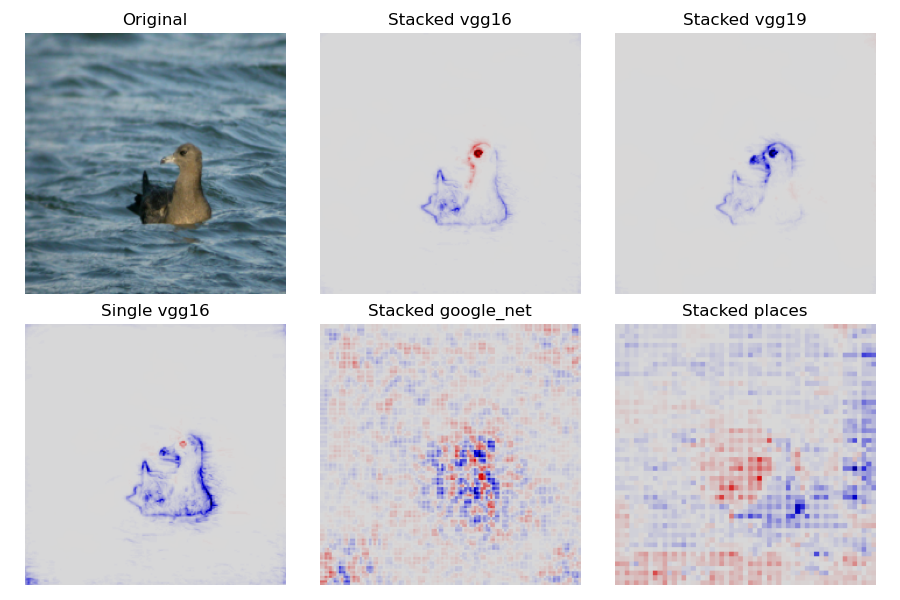 Original
Stacked vgg16
Stacked vgg19
Single vgg16
Stacked google_net
Stacked places